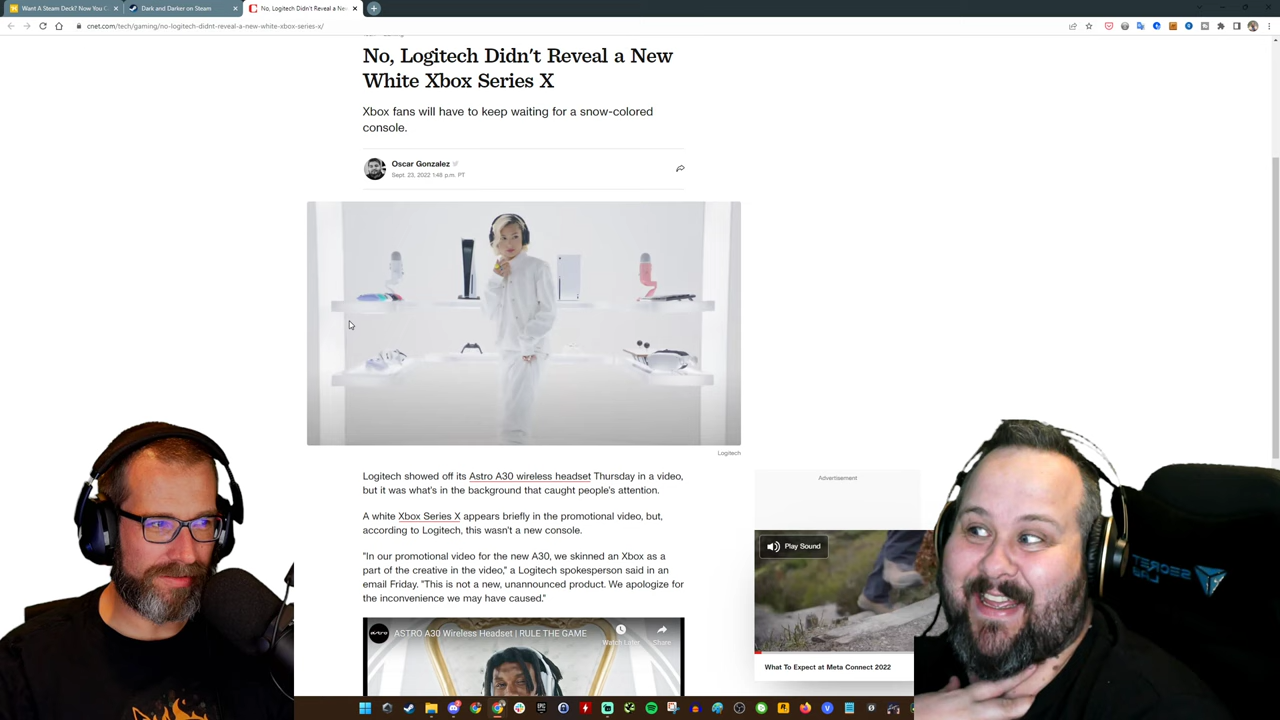 Want A Steam Deck? Now You C
Dark and Darker on Steam
No, Logitech Didn't Reveal a Ne
cnet.com/tech/gaming/no-logitech-didnt-reveal-a-new-white-xbox-series-x/
No, Logitech Didn't Reveal a New
White Xbox Series X
Xbox fans will have to keep waiting for a snow-colored
console.
Oscar Gonzalez
Sept. 23, 2022 1:48 p.m. PT
Logitech
Logitech showed off its Astro A30 wireless headset Thursday in a video,
but it was what's in the background that caught people's attention.
A white Xbox Series X appears briefly in the promotional video, but,
according to Logitech, this wasn't a new console.
"In our promotional video for the new A30, we skinned an Xbox as a
part of the creative in the video," a Logitech spokesperson said in an
email Friday. "This is not a new, unannounced product. We apologize for
the inconvenience we may have caused."
ASTRO A30 Wireless Headset | RULE THE GAME
Watch Later
Share
Advertisement
Play Sound
What To Expect at Meta Connect 2022
SECRET
LAB